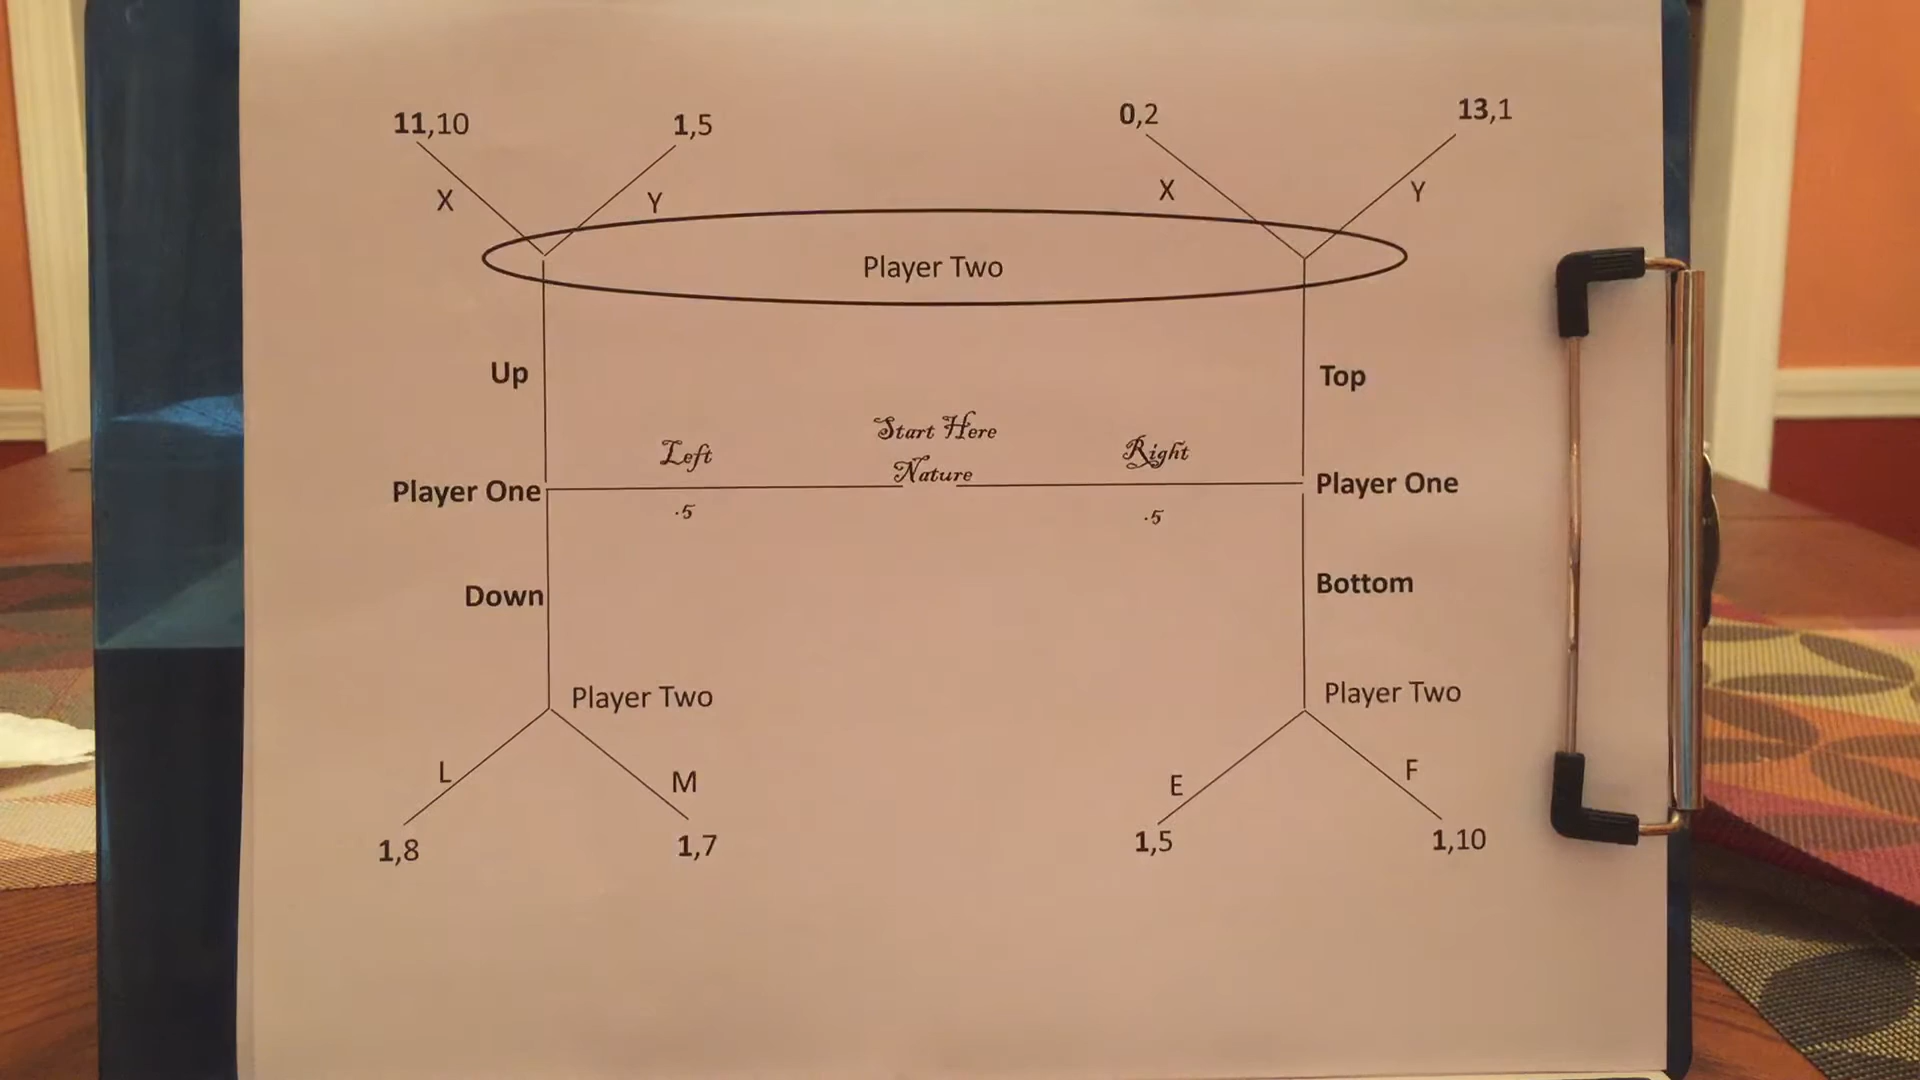 11,10
1,5
0,2
13,1
X
Y
X
Y
Player Two
Up
Top
Start Here
Left
Right
Nature
Player One
Player One
.5
.5
Down
Bottom
Player Two
Player Two
L
M
E
F
1,8
1,7
1,5
1,10